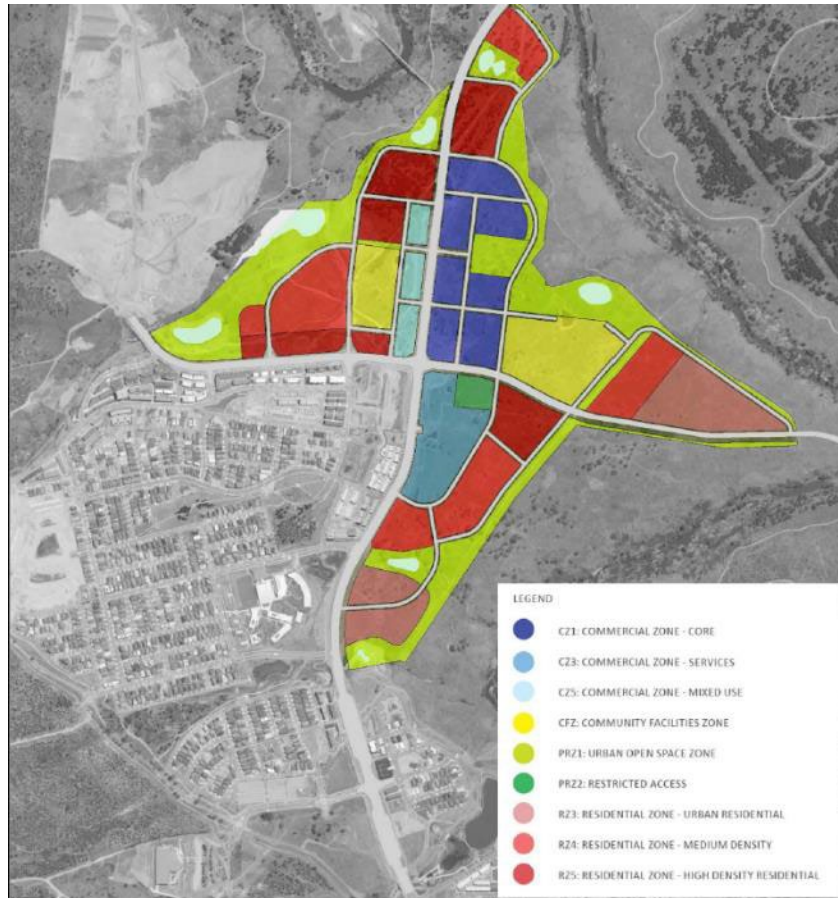 LEGEND
CZ1: COMMERCIAL ZONE - CORE
CZ3: COMMERCIAL ZONE - SERVICES
CZ5: COMMERCIAL ZONE - MIXED USE
CFZ: COMMUNITY FACILITIES ZONE
PRZ1: URBAN OPEN SPACE ZONE
PRZ2: RESTRICTED ACCESS
RZ3: RESIDENTIAL ZONE - URBAN RESIDENTIAL
RZ4: RESIDENTIAL ZONE - MEDIUM DENSITY
RZ5: RESIDENTIAL ZONE - HIGH DENSITY RESIDENTIAL